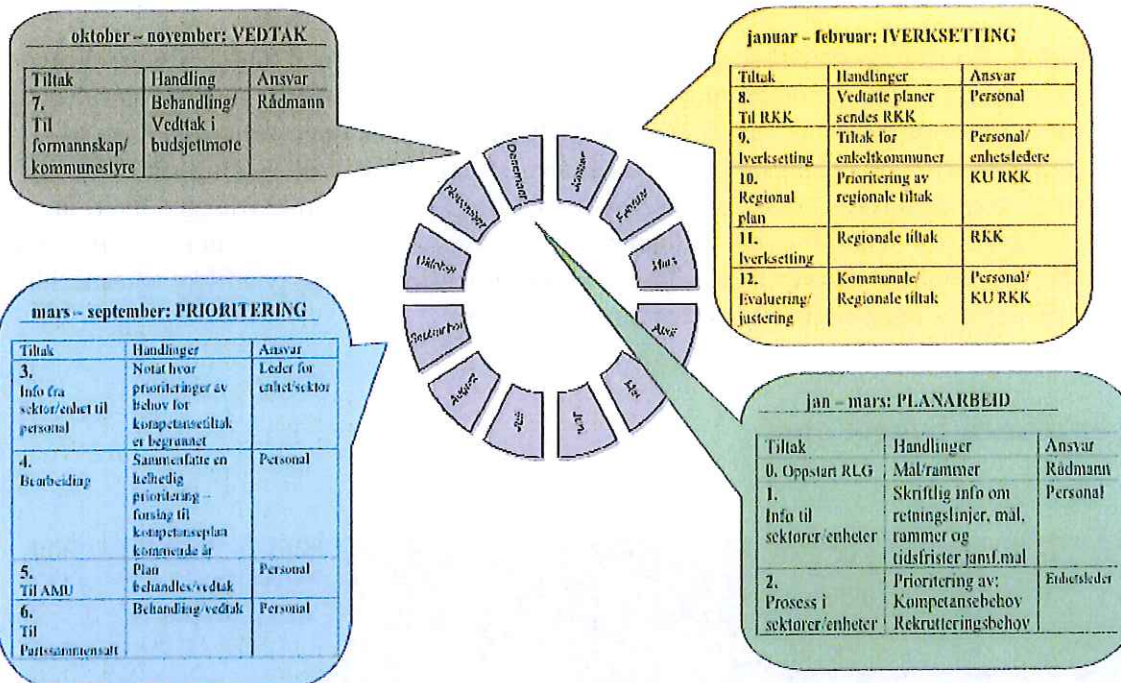 oktober – november: VEDTAK
Tiltak Handling Ansvar
7. Behandling/ Rådmann
Til Vedttak i
formannskap/ budsjettmøte
kommunestyre
januar – februar: IVERKSETTING
Tiltak Handlinger Ansvar
8. Vedtatte planer Personal
Til RKK sendes RKK
9. Tiltak for Personal/
Iverksetting enkeltkommuner enhetsledere
10. Prioritering av KU RKK
Regional regionale tiltak
plan
11. Regionale tiltak RKK
Iverksetting
12. Kommunale/ Personal/
Evaluering/ Regionale tiltak KU RKK
justering
Desember
Januar
November
Februar
Oktober
Mars
September
April
August
Mai
Juli
Juni
mars – september: PRIORITERING
Tiltak Handlinger Ansvar
3. Notat hvor Leder for
Info fra prioriteringer av enhet/sektor
sektor/enhet til behov for
personal kompetansetiltak
er begrunnet
4. Sammenfatte en Personal
Bearbeiding helhedig
prioritering –
forslag til
kompetanseplan
kommende år
5. Plan Personal
Til AMU behandles/vedtak
6. Behandling/vedtak Personal
Til
Partssammensatt
jan – mars: PLANARBEID
Tiltak Handlinger Ansvar
0. Oppstart RLG Mål/rammer Rådmann
1. Skriftlig info om Personal
Info til retningslinjer, mål,
sektorer/enheter rammer og
tidsfrister jamf.mal
2. Prioritering av: Enhetsleder
Prosess i Kompetansebehov
sektorer/enheter Rekrutteringsbehov